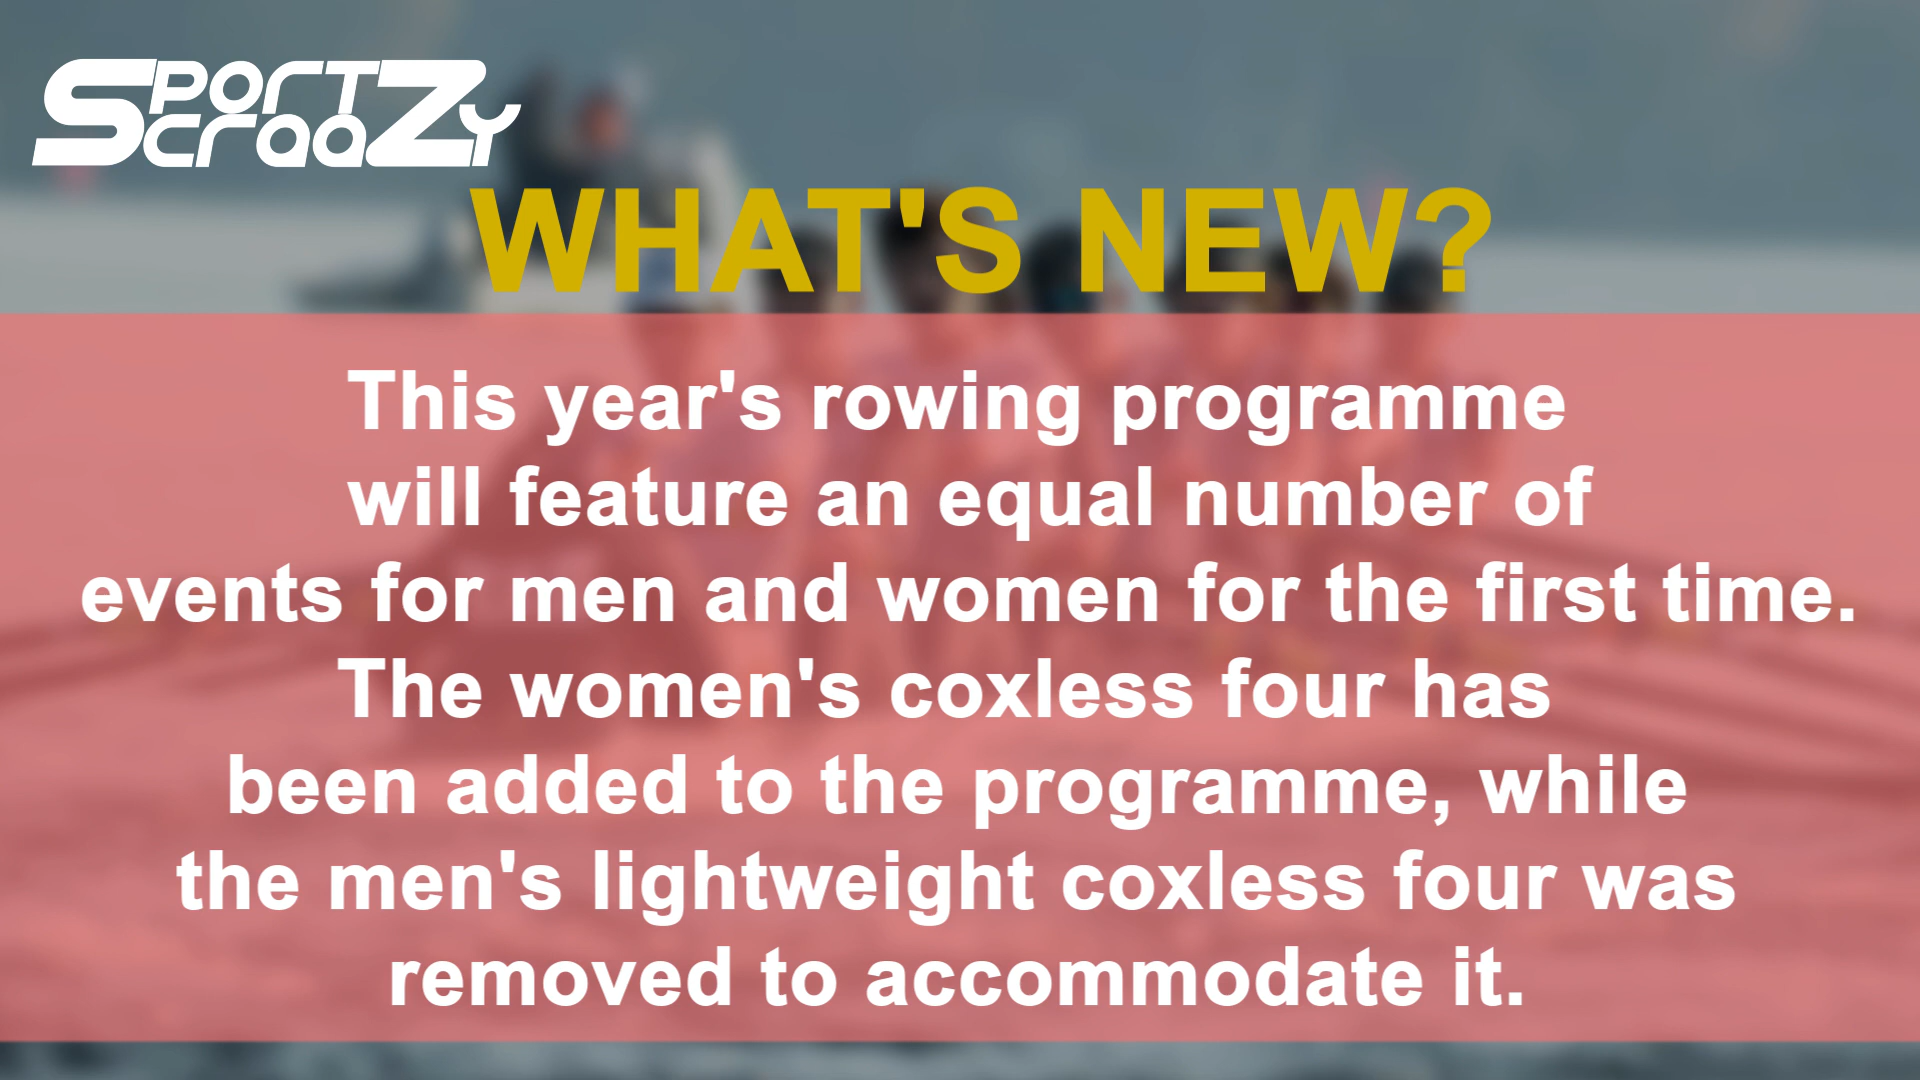 SPORTZ
SCRAAZY
WHAT'S NEW?
This year's rowing programme
will feature an equal number of
events for men and women for the first time.
The women's coxless four has
been added to the programme, while
the men's lightweight coxless four was
removed to accommodate it.